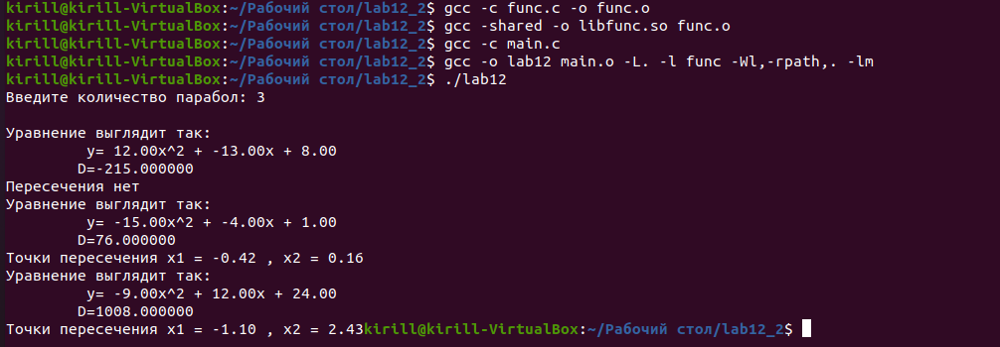 kirill@kirill-VirtualBox:~/Рабочий стол/lab12_2$ gcc -c func.c -o func.o
kirill@kirill-VirtualBox:~/Рабочий стол/lab12_2$ gcc -shared -o libfunc.so func.o
kirill@kirill-VirtualBox:~/Рабочий стол/lab12_2$ gcc -c main.c
kirill@kirill-VirtualBox:~/Рабочий стол/lab12_2$ gcc -o lab12 main.o -L. -l func -Wl,-rpath,. -lm
kirill@kirill-VirtualBox:~/Рабочий стол/lab12_2$ ./lab12
Введите количество парабол: 3
Уравнение выглядит так:
y= 12.00x^2 + -13.00x + 8.00
D=-215.000000
Пересечения нет
Уравнение выглядит так:
y= -15.00x^2 + -4.00x + 1.00
D=76.000000
Точки пересечения x1 = -0.42 , x2 = 0.16
Уравнение выглядит так:
y= -9.00x^2 + 12.00x + 24.00
D=1008.000000
Точки пересечения x1 = -1.10 , x2 = 2.43kirill@kirill-VirtualBox:~/Рабочий стол/lab12_2$